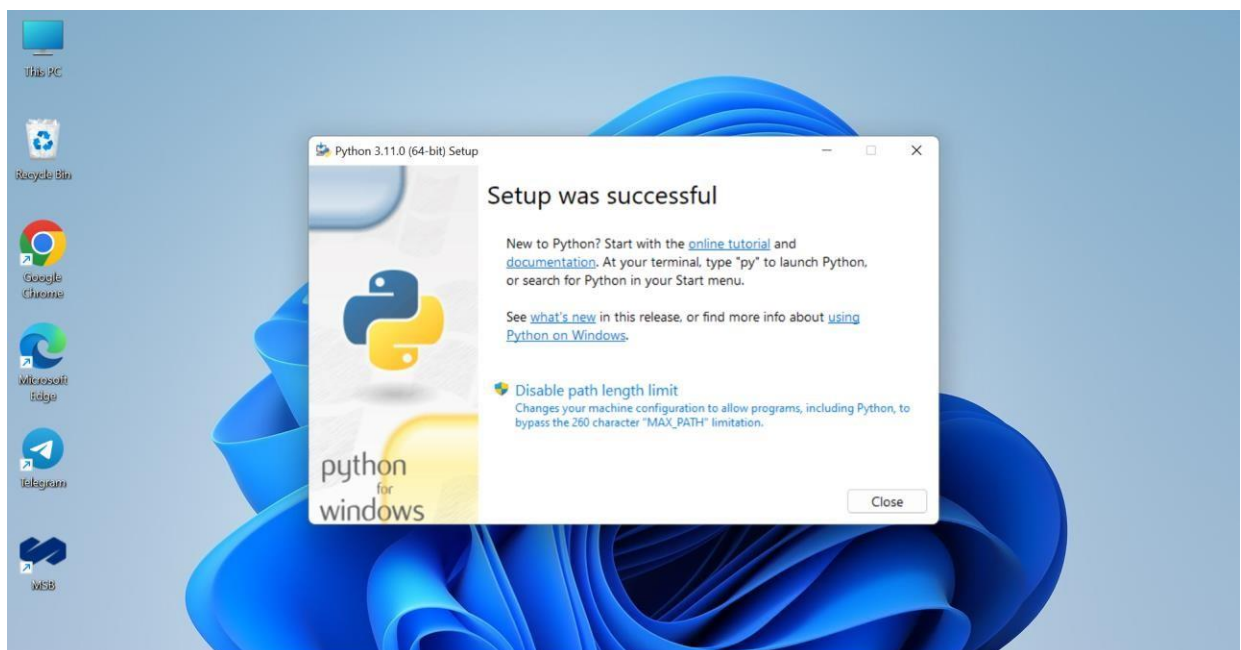 This PC
Recycle Bin
Google
Chrome
Microsoft
Edge
Telegram
MSB
Python 3.11.0 (64-bit) Setup
Setup was successful
New to Python? Start with the online tutorial and
documentation. At your terminal, type "py" to launch Python,
or search for Python in your Start menu.
See what's new in this release, or find more info about using
Python on Windows.
Disable path length limit
Changes your machine configuration to allow programs, including Python, to
bypass the 260 character "MAX_PATH" limitation.
python
for
windows
Close